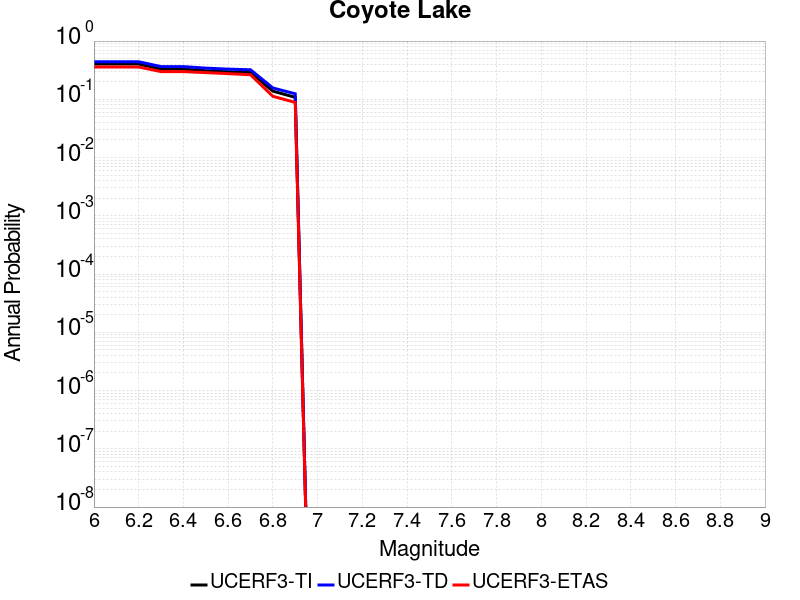 Coyote Lake
10^0
10^-1
10^-2
10^-3
10^-4
10^-5
10^-6
10^-7
10^-8
Annual Probability
6 6.2 6.4 6.6 6.8 7 7.2 7.4 7.6 7.8 8 8.2 8.4 8.6 8.8 9
Magnitude
UCERF3-TI UCERF3-TD UCERF3-ETAS